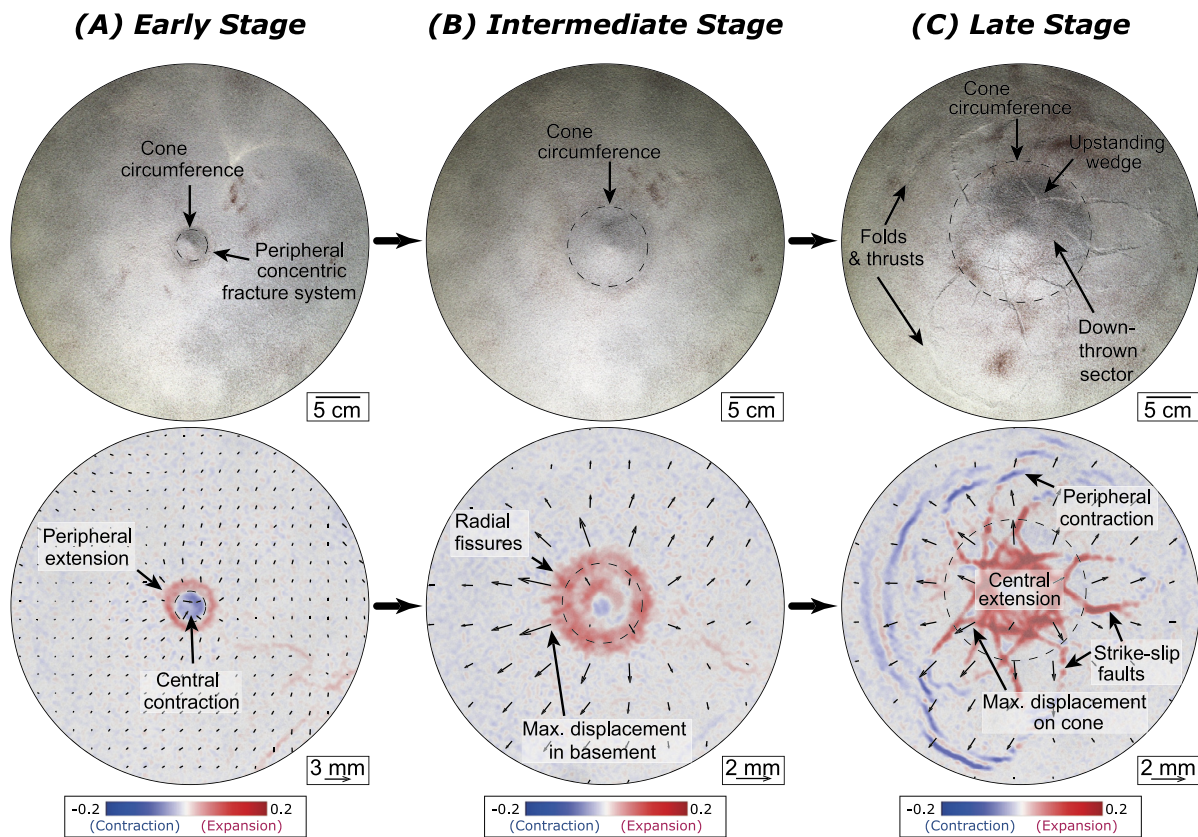 (A) Early Stage
(B) Intermediate Stage
(C) Late Stage
Cone
circumference
Peripheral
concentric
fracture system
5 cm
Cone
circumference
5 cm
Cone
circumference
Upstanding
wedge
Folds
& thrusts
Down-
thrown
sector
5 cm
Peripheral
extension
Central
contraction
3 mm
Radial
fissures
Max. displacement
in basement
2 mm
Peripheral
contraction
Central
extension
Strike-slip
faults
Max. displacement
on cone
2 mm
-0.2 0.2
(Contraction) (Expansion)
-0.2 0.2
(Contraction) (Expansion)
-0.2 0.2
(Contraction) (Expansion)